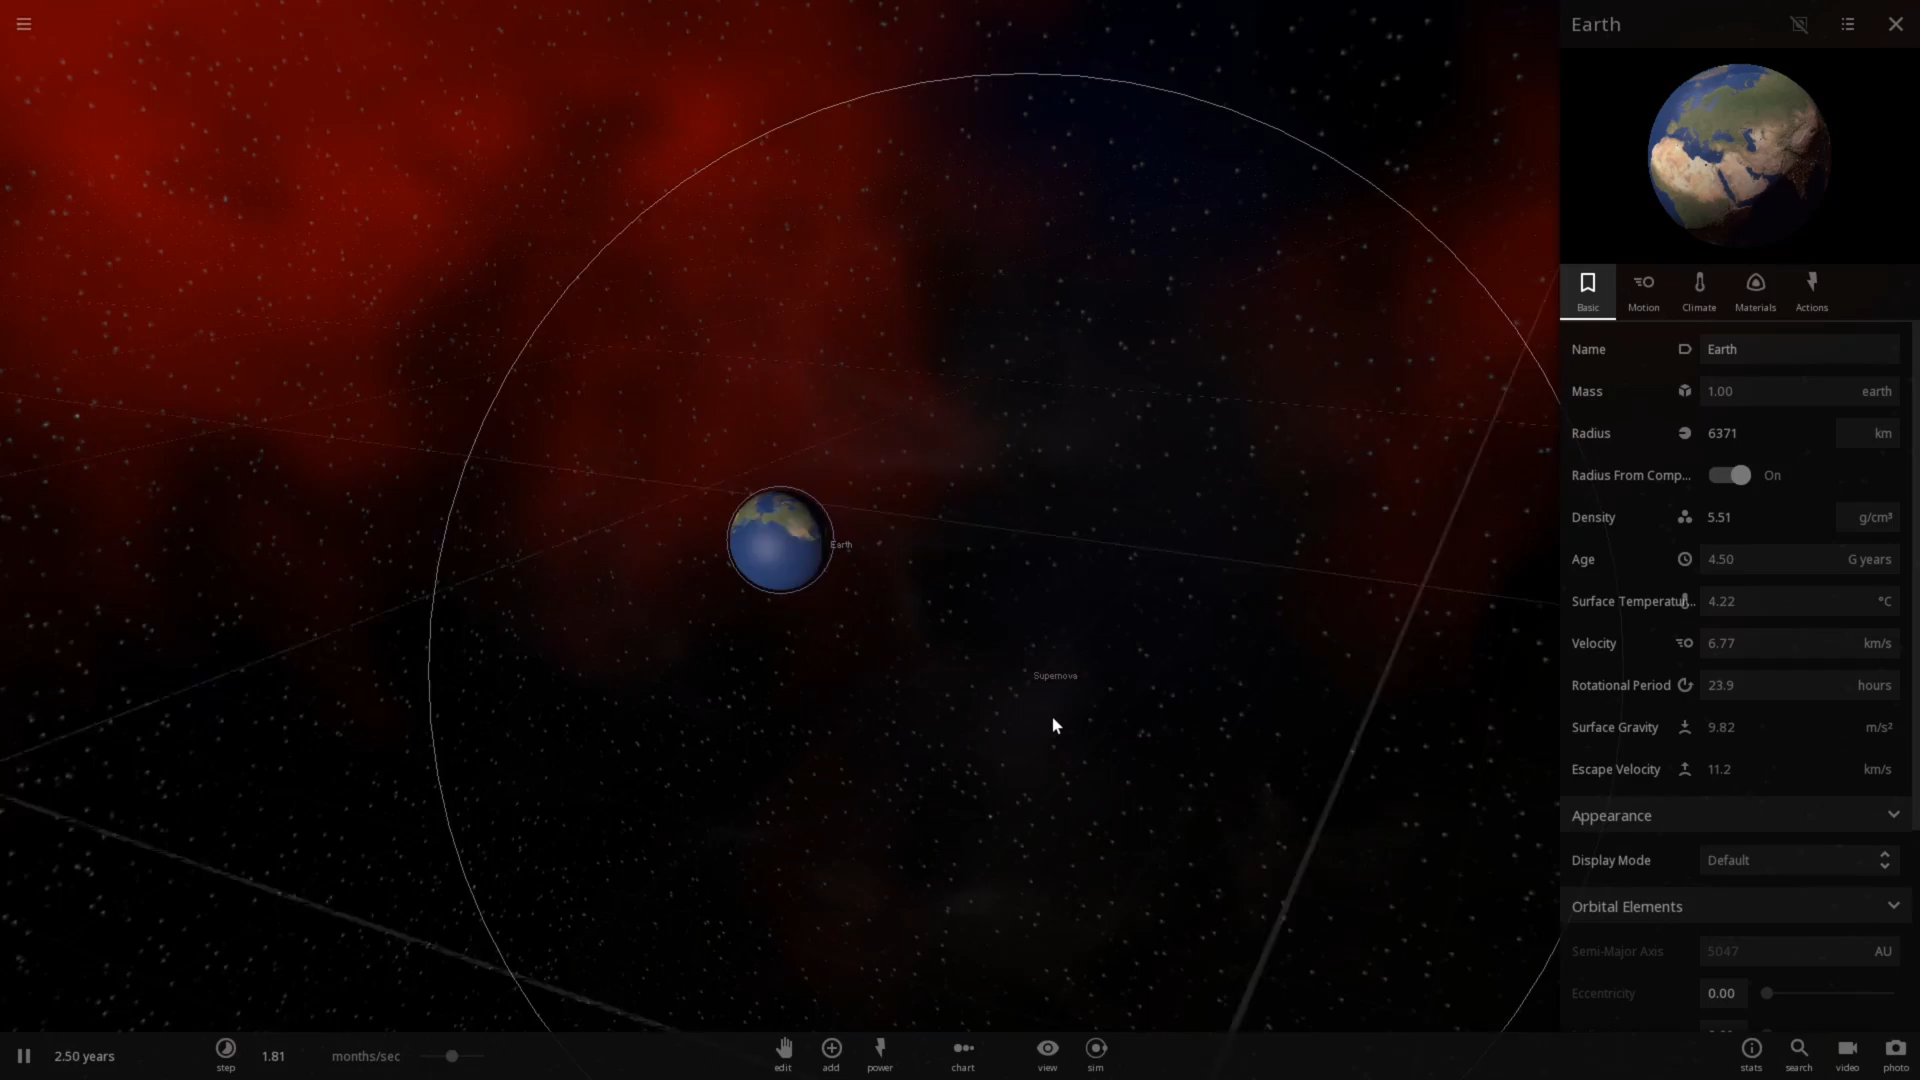 Earth
Basic
Motion
Climate
Materials
Actions
Name Earth
Mass 1.00 earth
Radius 6371 km
Radius From Comp... On
Density 5.51 g/cm³
Age 4.50 G years
Surface Temperatur... 4.22 °C
Velocity 6.77 km/s
Rotational Period 23.9 hours
Surface Gravity 9.82 m/s²
Escape Velocity 11.2 km/s
Appearance
Display Mode Default
Orbital Elements
Semi-Major Axis 5047 AU
Eccentricity 0.00
Earth
Supernova
2.50 years
step
1.81 months/sec
edit
add
power
chart
view
sim
stats
search
video
photo